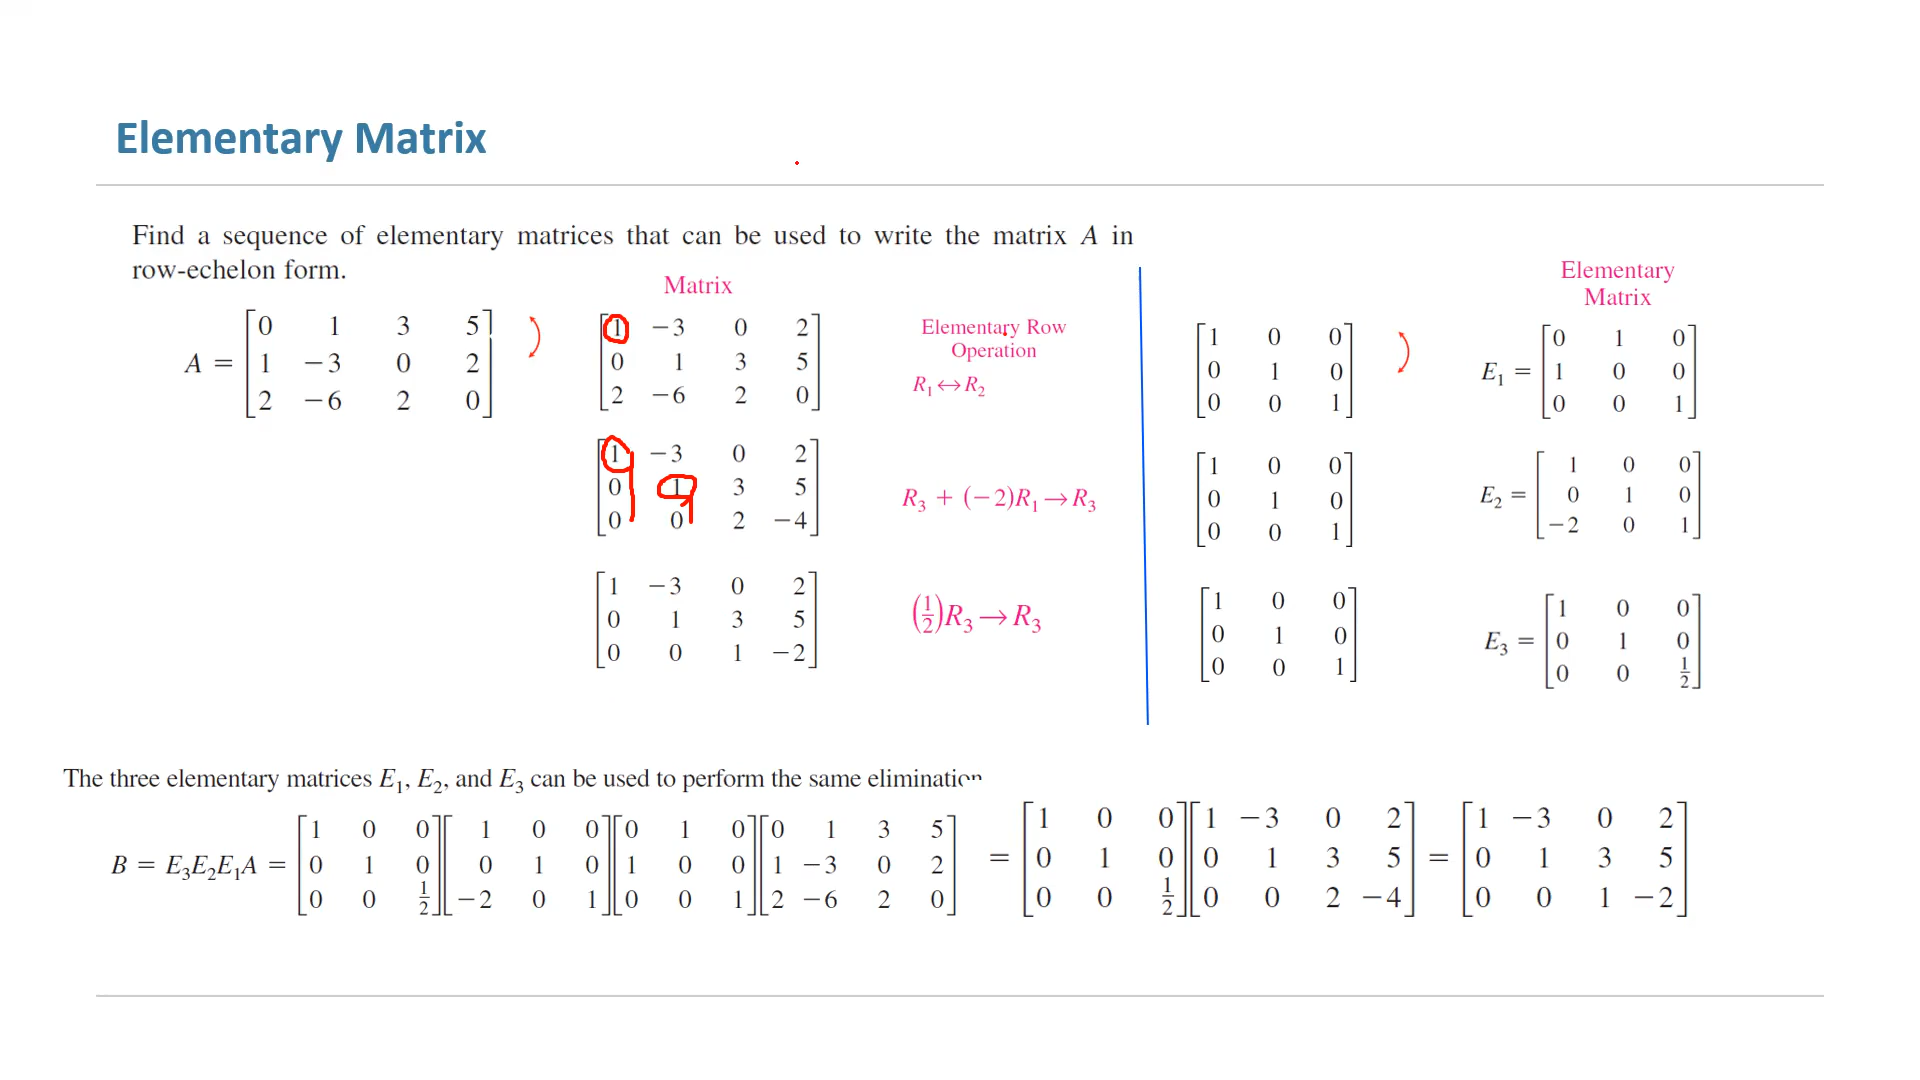 Elementary Matrix
Find a sequence of elementary matrices that can be used to write the matrix A in
row-echelon form.
Matrix
Elementary Row
Operation
Elementary
Matrix
A = [0 1 3 5
1 −3 0 2
2 −6 2 0]
[1 −3 0 2
0 1 3 5
2 −6 2 0]
R₁ ↔ R₂
[1 0 0
0 1 0
0 0 1]
E₁ = [0 1 0
1 0 0
0 0 1]
[1 −3 0 2
0 1 3 5
0 0 2 −4]
R₃ + (−2)R₁ → R₃
[1 0 0
0 1 0
0 0 1]
E₂ = [1 0 0
0 1 0
−2 0 1]
[1 −3 0 2
0 1 3 5
0 0 1 −2]
(1/2)R₃ → R₃
[1 0 0
0 1 0
0 0 1]
E₃ = [1 0 0
0 1 0
0 0 1/2]
The three elementary matrices E₁, E₂, and E₃ can be used to perform the same elimination
B = E₃E₂E₁A = [1 0 0][1 0 0][0 1 0][0 1 3 5] = [1 0 0][1 −3 0 2] = [1 −3 0 2]
[0 1 0][0 1 0][1 0 0][1 −3 0 2] [0 1 0][0 1 3 5] [0 1 3 5]
[0 0 1/2][−2 0 1][0 0 1][2 −6 2 0] [0 0 1/2][0 0 2 −4] [0 0 1 −2]